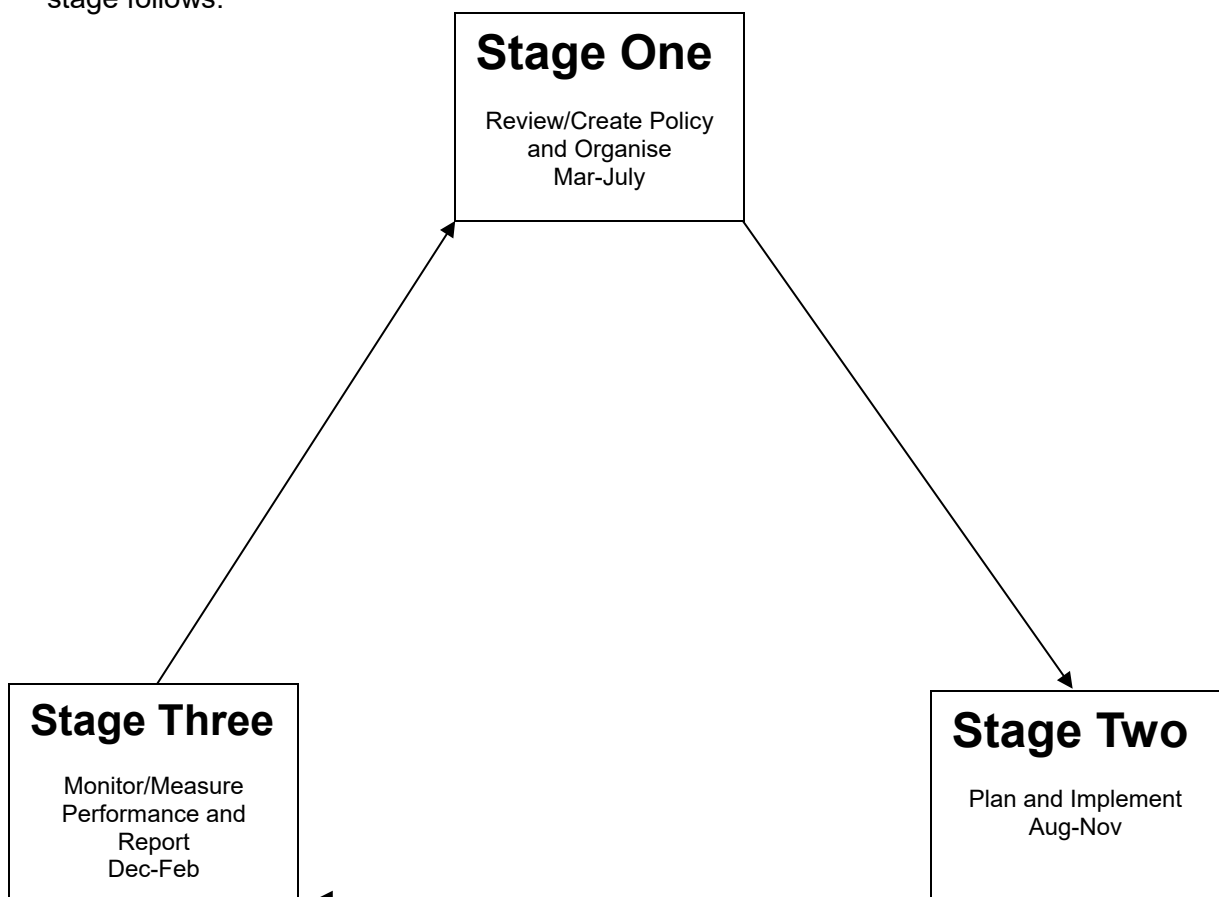 stage follows:
Stage One
Review/Create Policy
and Organise
Mar-July
Stage Three
Monitor/Measure
Performance and
Report
Dec-Feb
Stage Two
Plan and Implement
Aug-Nov